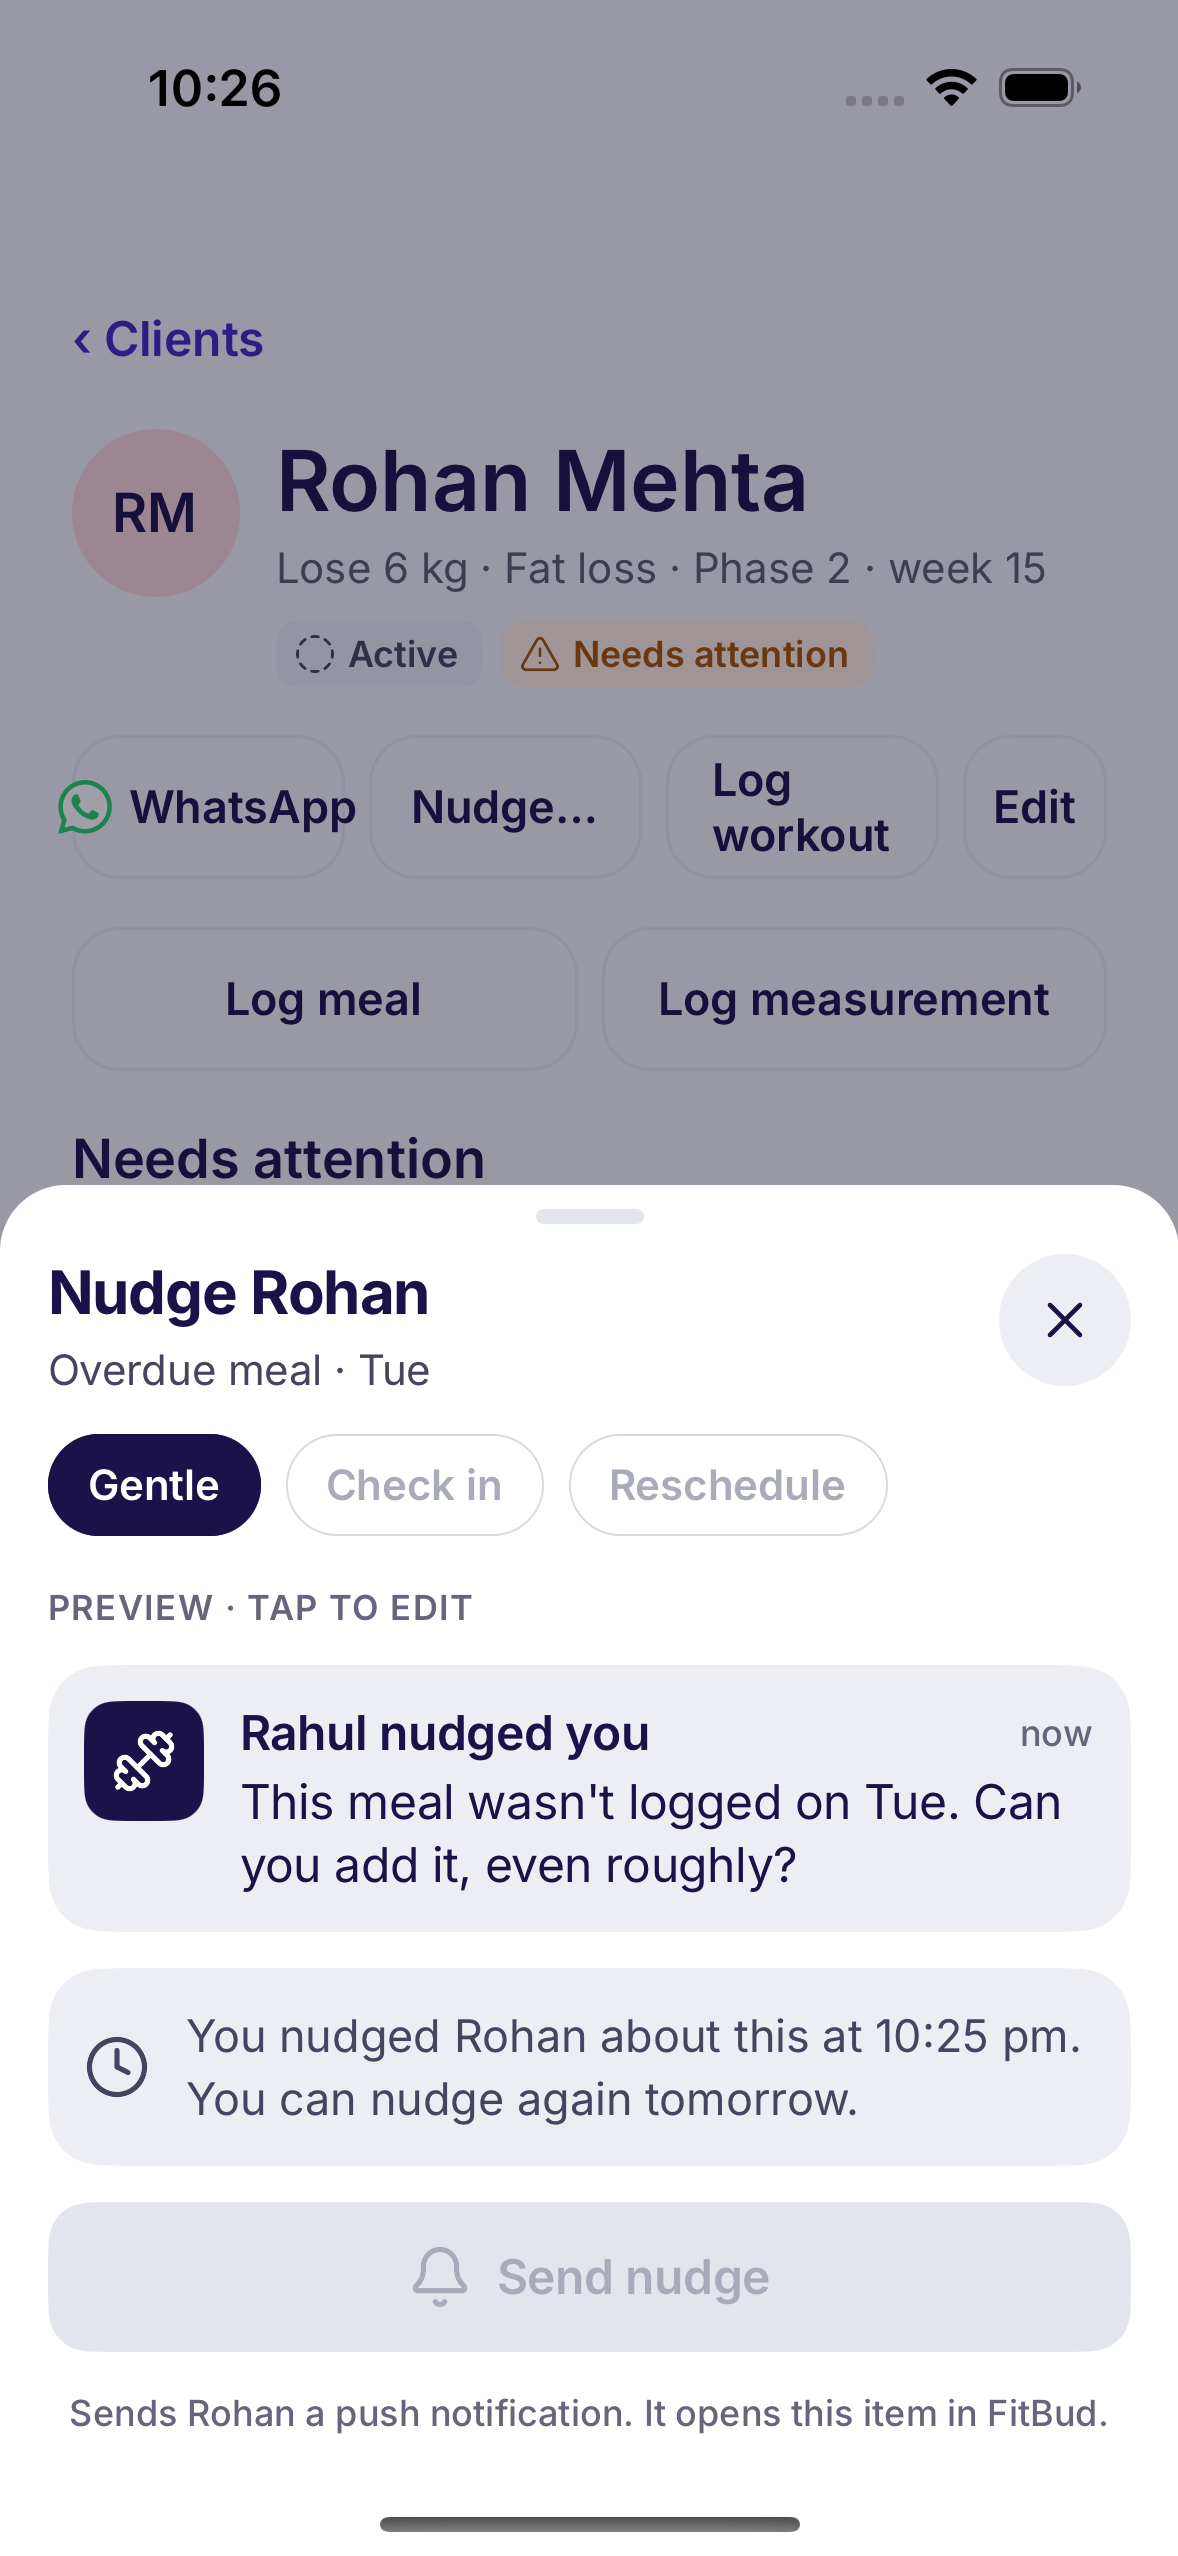 10:26
‹ Clients
RM
Rohan Mehta
Lose 6 kg · Fat loss · Phase 2 · week 15
Active
Needs attention
WhatsApp
Nudge...
Log
workout
Edit
Log meal
Log measurement
Needs attention
Nudge Rohan
Overdue meal · Tue
Gentle
Check in
Reschedule
PREVIEW · TAP TO EDIT
Rahul nudged you
now
This meal wasn't logged on Tue. Can
you add it, even roughly?
You nudged Rohan about this at 10:25 pm.
You can nudge again tomorrow.
Send nudge
Sends Rohan a push notification. It opens this item in FitBud.